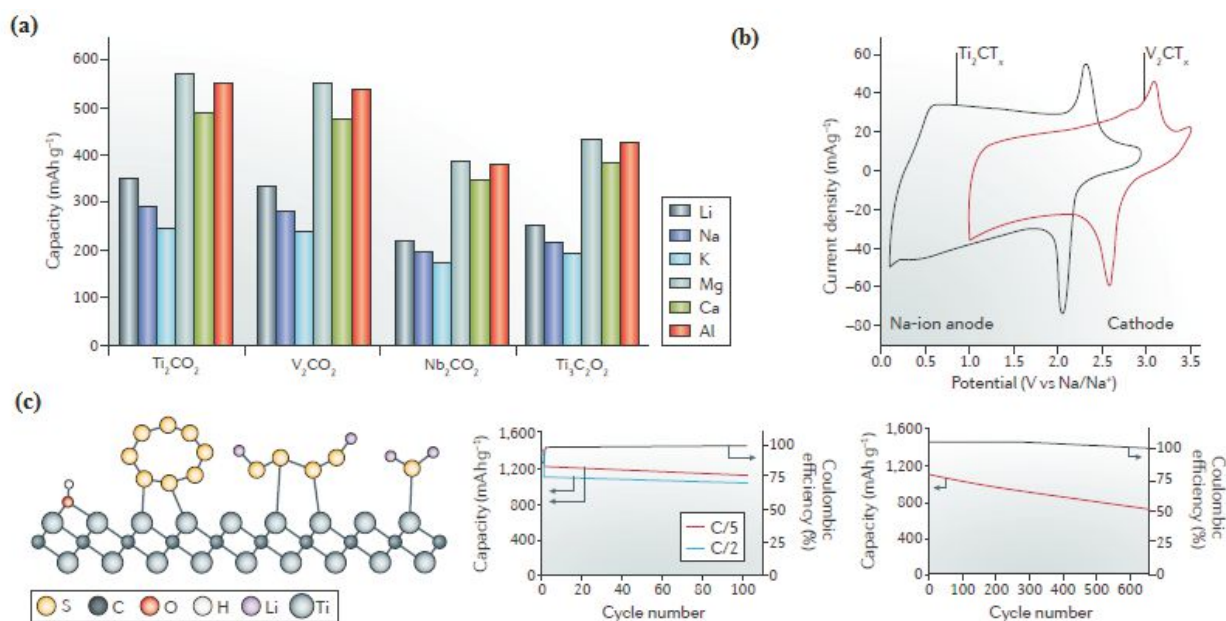 (a)
600
500
400
300
200
100
0
Capacity (mAh g⁻¹)
Ti₂CO₂
V₂CO₂
Nb₂CO₂
Ti₃C₂O₂
Li
Na
K
Mg
Ca
Al
(b)
60
40
20
0
−20
−40
−60
−80
Current density (mA g⁻¹)
Ti₂CTₓ
V₂CTₓ
Na-ion anode
Cathode
0.1
0.5
1.0
1.5
2.0
2.5
3.0
3.5
Potential (V vs Na/Na⁺)
(c)
S
C
O
H
Li
Ti
1,600
1,200
800
400
0
Capacity (mAh g⁻¹)
100
75
50
25
0
Coulombic
efficiency (%)
C/5
C/2
0
20
40
60
80
100
Cycle number
1,600
1,200
800
400
0
Capacity (mAh g⁻¹)
100
75
50
25
0
Coulombic
efficiency (%)
0
100
200
300
400
500
600
Cycle number